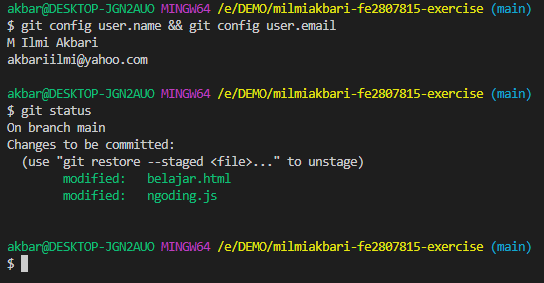 akbar@DESKTOP-JGN2AUO MINGW64 /e/DEMO/milmiakbari-fe2807815-exercise (main)
$ git config user.name && git config user.email
M Ilmi Akbari
akbariilmi@yahoo.com
akbar@DESKTOP-JGN2AUO MINGW64 /e/DEMO/milmiakbari-fe2807815-exercise (main)
$ git status
On branch main
Changes to be committed:
  (use "git restore --staged <file>..." to unstage)
        modified:   belajar.html
        modified:   ngoding.js
akbar@DESKTOP-JGN2AUO MINGW64 /e/DEMO/milmiakbari-fe2807815-exercise (main)
$